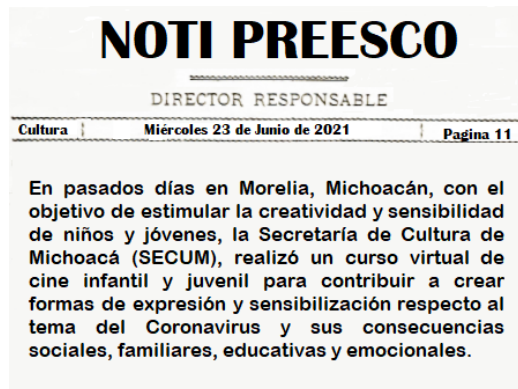 NOTI PREESCO
DIRECTOR RESPONSABLE
Cultura Miércoles 23 de Junio de 2021 Pagina 11
En pasados días en Morelia, Michoacán, con el
objetivo de estimular la creatividad y sensibilidad
de niños y jóvenes, la Secretaría de Cultura de
Michoacá (SECUM), realizó un curso virtual de
cine infantil y juvenil para contribuir a crear
formas de expresión y sensibilización respecto al
tema del Coronavirus y sus consecuencias
sociales, familiares, educativas y emocionales.